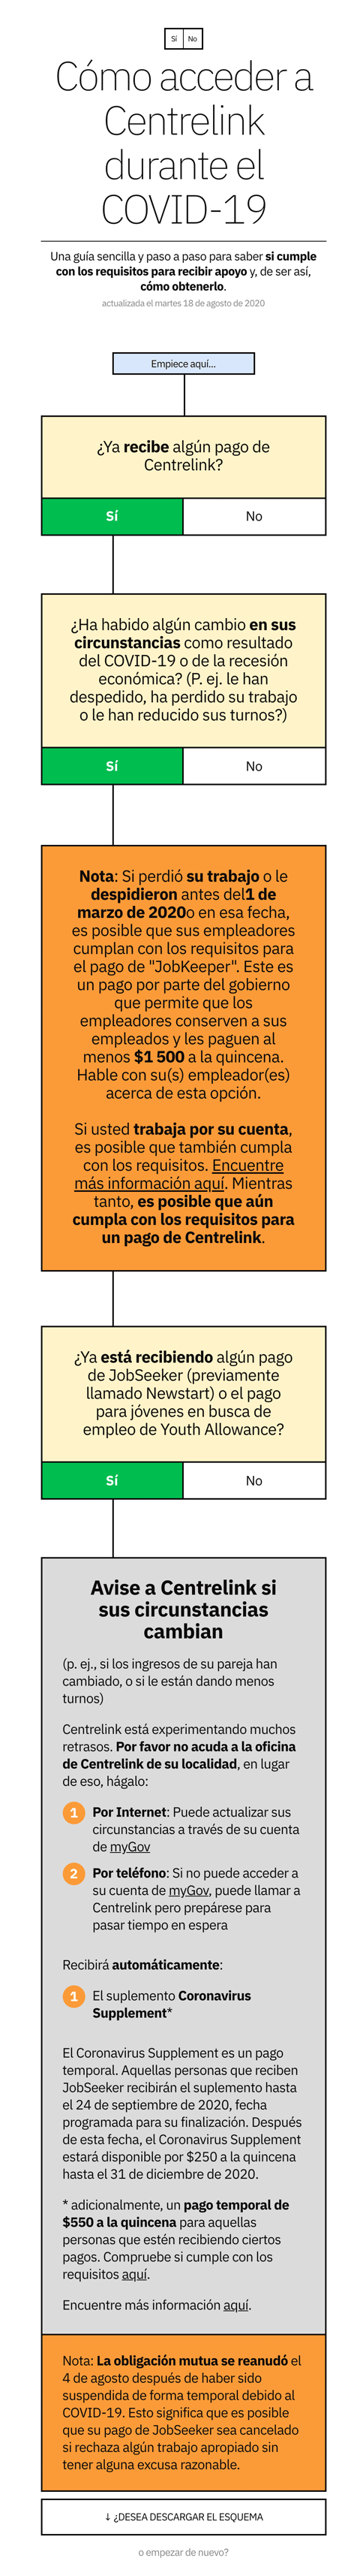 Sí No
Cómo acceder a
Centrelink
durante el
COVID-19
Una guía sencilla y paso a paso para saber si cumple
con los requisitos para recibir apoyo y, de ser así,
cómo obtenerlo.
actualizada el martes 18 de agosto de 2020
Empiece aquí...
¿Ya recibe algún pago de
Centrelink?
Sí No
¿Ha habido algún cambio en sus
circunstancias como resultado
del COVID-19 o de la recesión
económica? (P. ej. le han
despedido, ha perdido su trabajo
o le han reducido sus turnos?)
Sí No
Nota: Si perdió su trabajo o le
despidieron antes del1 de
marzo de 2020o en esa fecha,
es posible que sus empleadores
cumplan con los requisitos para
el pago de "JobKeeper". Este es
un pago por parte del gobierno
que permite que los
empleadores conserven a sus
empleados y les paguen al
menos $1 500 a la quincena.
Hable con su(s) empleador(es)
acerca de esta opción.
Si usted trabaja por su cuenta,
es posible que también cumpla
con los requisitos. Encuentre
más información aquí. Mientras
tanto, es posible que aún
cumpla con los requisitos para
un pago de Centrelink.
¿Ya está recibiendo algún pago
de JobSeeker (previamente
llamado Newstart) o el pago
para jóvenes en busca de
empleo de Youth Allowance?
Sí No
Avise a Centrelink si
sus circunstancias
cambian
(p. ej., si los ingresos de su pareja han
cambiado, o si le están dando menos
turnos)
Centrelink está experimentando muchos
retrasos. Por favor no acuda a la oficina
de Centrelink de su localidad, en lugar
de eso, hágalo:
1 Por Internet: Puede actualizar sus
circunstancias a través de su cuenta
de myGov
2 Por teléfono: Si no puede acceder a
su cuenta de myGov, puede llamar a
Centrelink pero prepárese para
pasar tiempo en espera
Recibirá automáticamente:
1 El suplemento Coronavirus
Supplement*
El Coronavirus Supplement es un pago
temporal. Aquellas personas que reciben
JobSeeker recibirán el suplemento hasta
el 24 de septiembre de 2020, fecha
programada para su finalización. Después
de esta fecha, el Coronavirus Supplement
estará disponible por $250 a la quincena
hasta el 31 de diciembre de 2020.
* adicionalmente, un pago temporal de
$550 a la quincena para aquellas
personas que estén recibiendo ciertos
pagos. Compruebe si cumple con los
requisitos aquí.
Encuentre más información aquí.
Nota: La obligación mutua se reanudó el
4 de agosto después de haber sido
suspendida de forma temporal debido al
COVID-19. Esto significa que es posible
que su pago de JobSeeker sea cancelado
si rechaza algún trabajo apropiado sin
tener alguna excusa razonable.
↓ ¿DESEA DESCARGAR EL ESQUEMA
o empezar de nuevo?